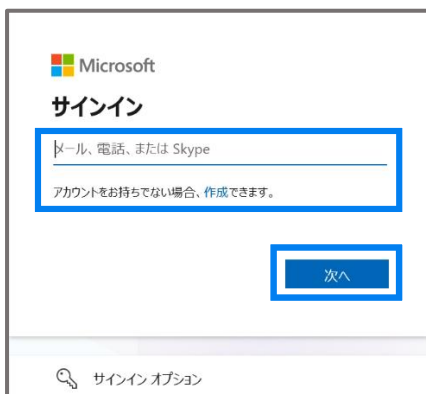 Microsoft
サインイン
メール、電話、または Skype
アカウントをお持ちでない場合、作成できます。
次へ
サインイン オプション